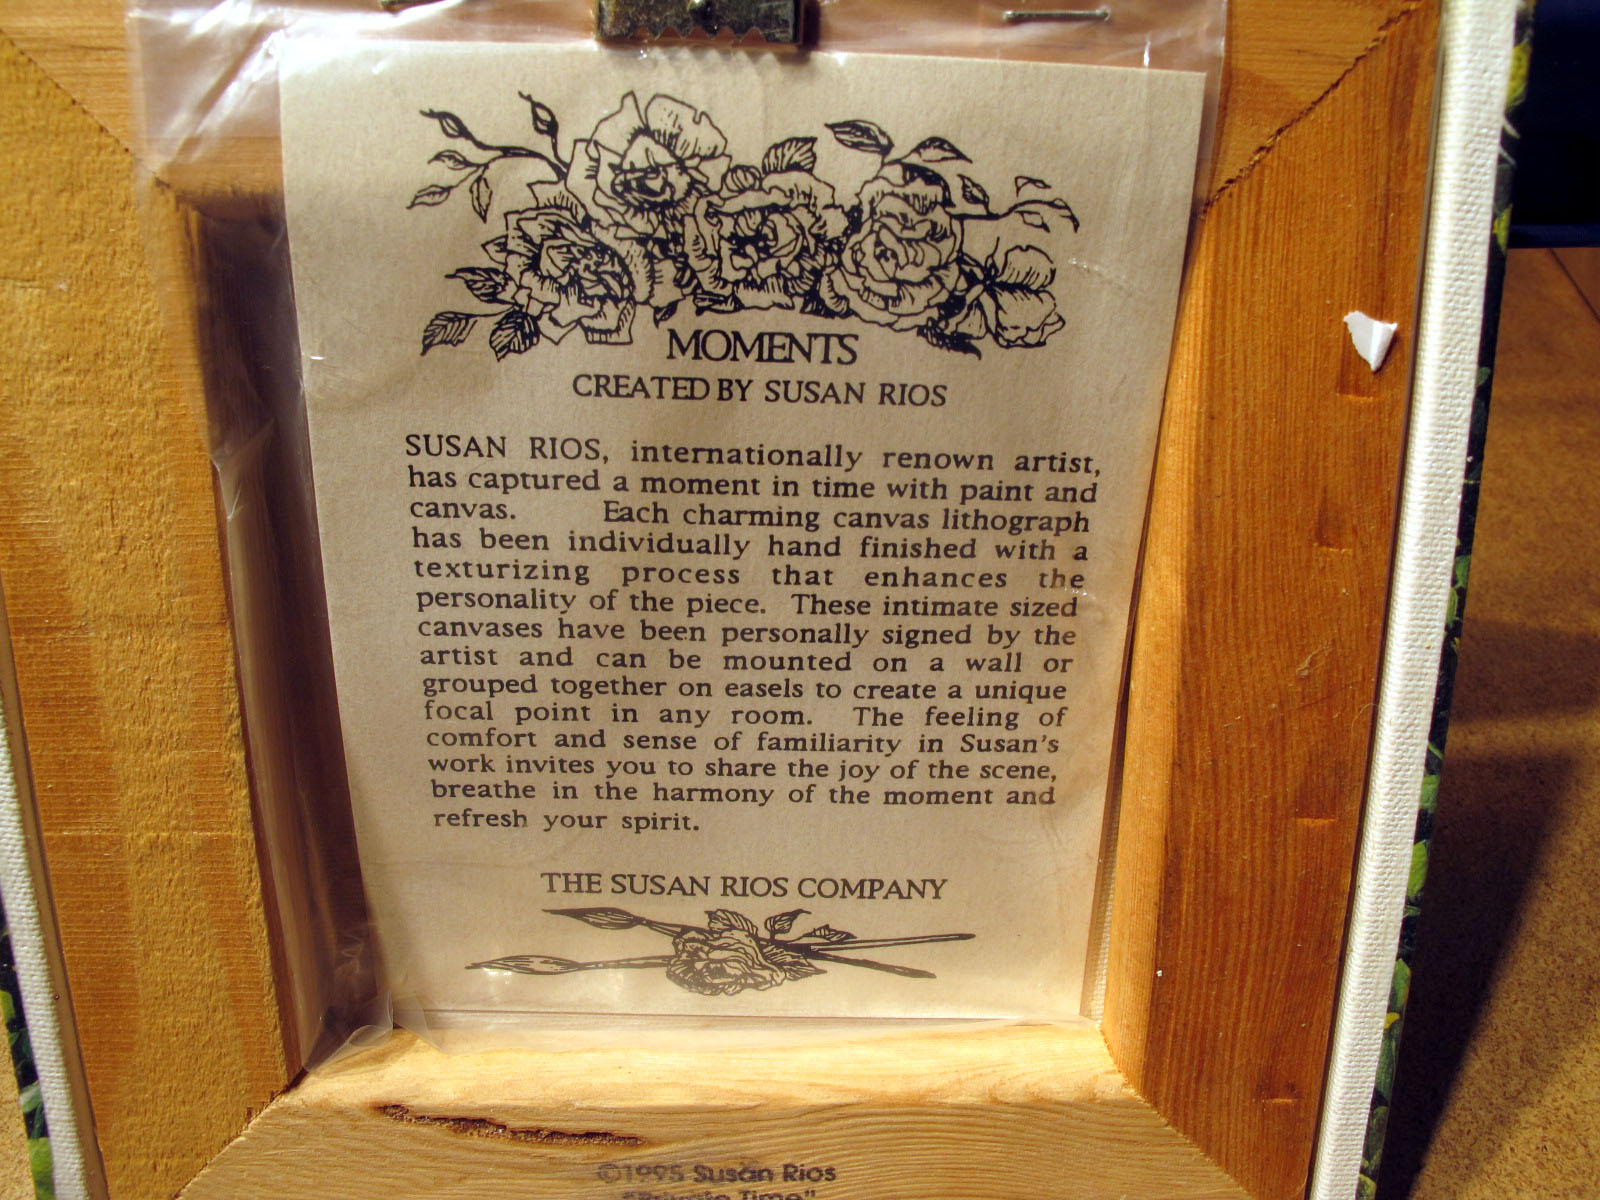 MOMENTS
CREATED BY SUSAN RIOS
SUSAN RIOS, internationally renown artist,
has captured a moment in time with paint and
canvas. Each charming canvas lithograph
has been individually hand finished with a
texturizing process that enhances the
personality of the piece. These intimate sized
canvases have been personally signed by the
artist and can be mounted on a wall or
grouped together on easels to create a unique
focal point in any room. The feeling of
comfort and sense of familiarity in Susan's
work invites you to share the joy of the scene,
breathe in the harmony of the moment and
refresh your spirit.
THE SUSAN RIOS COMPANY
©1995 Susan Rios
"Private Time"